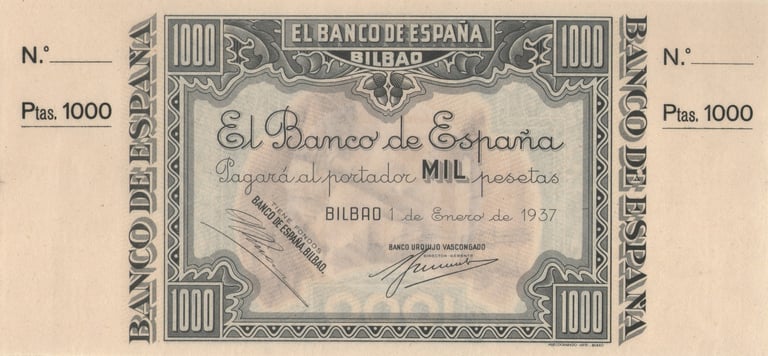 N.º
Ptas. 1000
BANCO DE ESPAÑA
1000
EL BANCO DE ESPAÑA
BILBAO
1000
El Banco de España
Pagará al portador MIL pesetas
BILBAO 1 de Enero de 1937
TIENE FONDOS
BANCO DE ESPAÑA. BILBAO.
BANCO URQUIJO VASCONGADO
DIRECTOR-GERENTE
1000
1000
BANCO DE ESPAÑA
N.º
Ptas. 1000